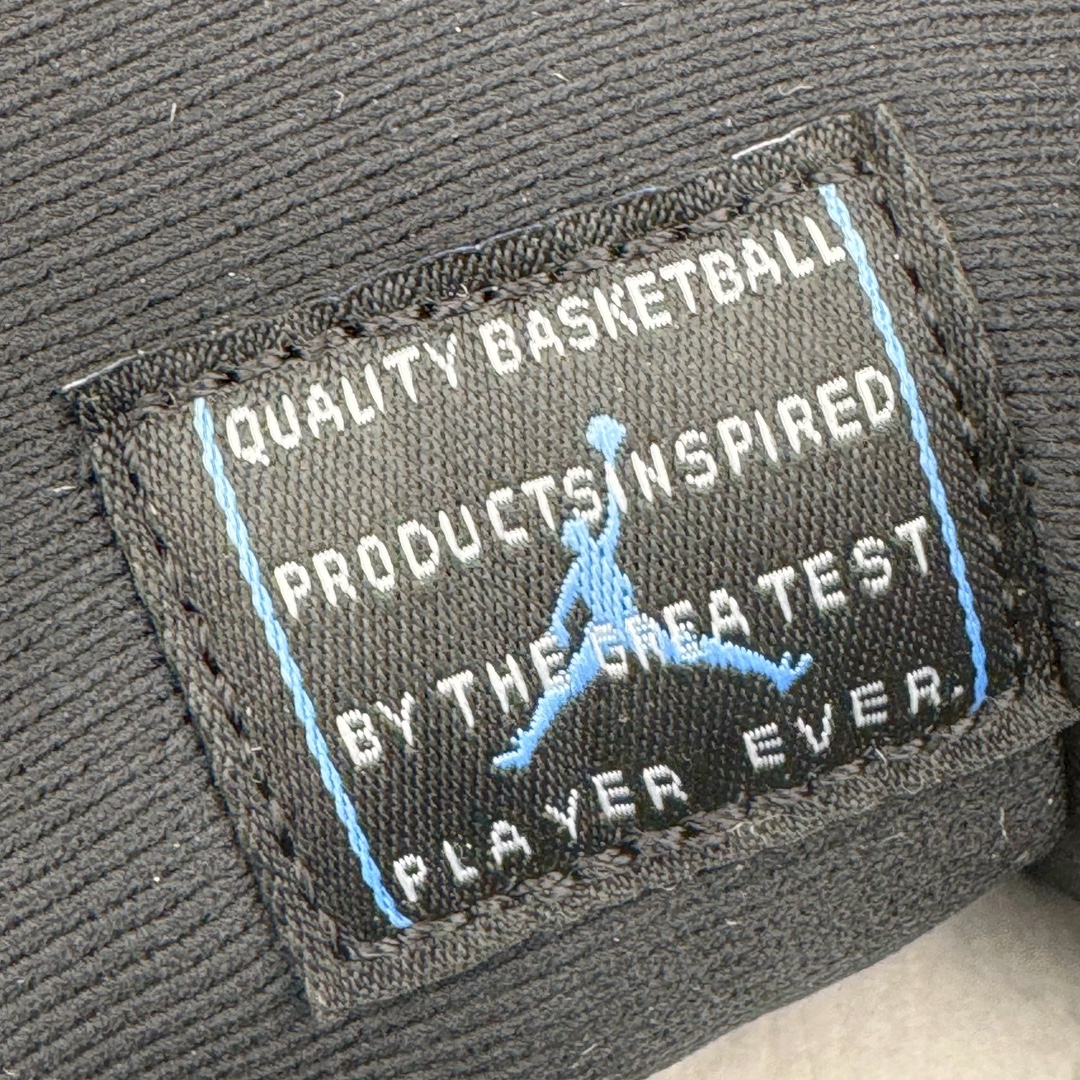 QUALITY BASKETBALL
PRODUCTS INSPIRED
BY THE GREATEST
PLAYER EVER.